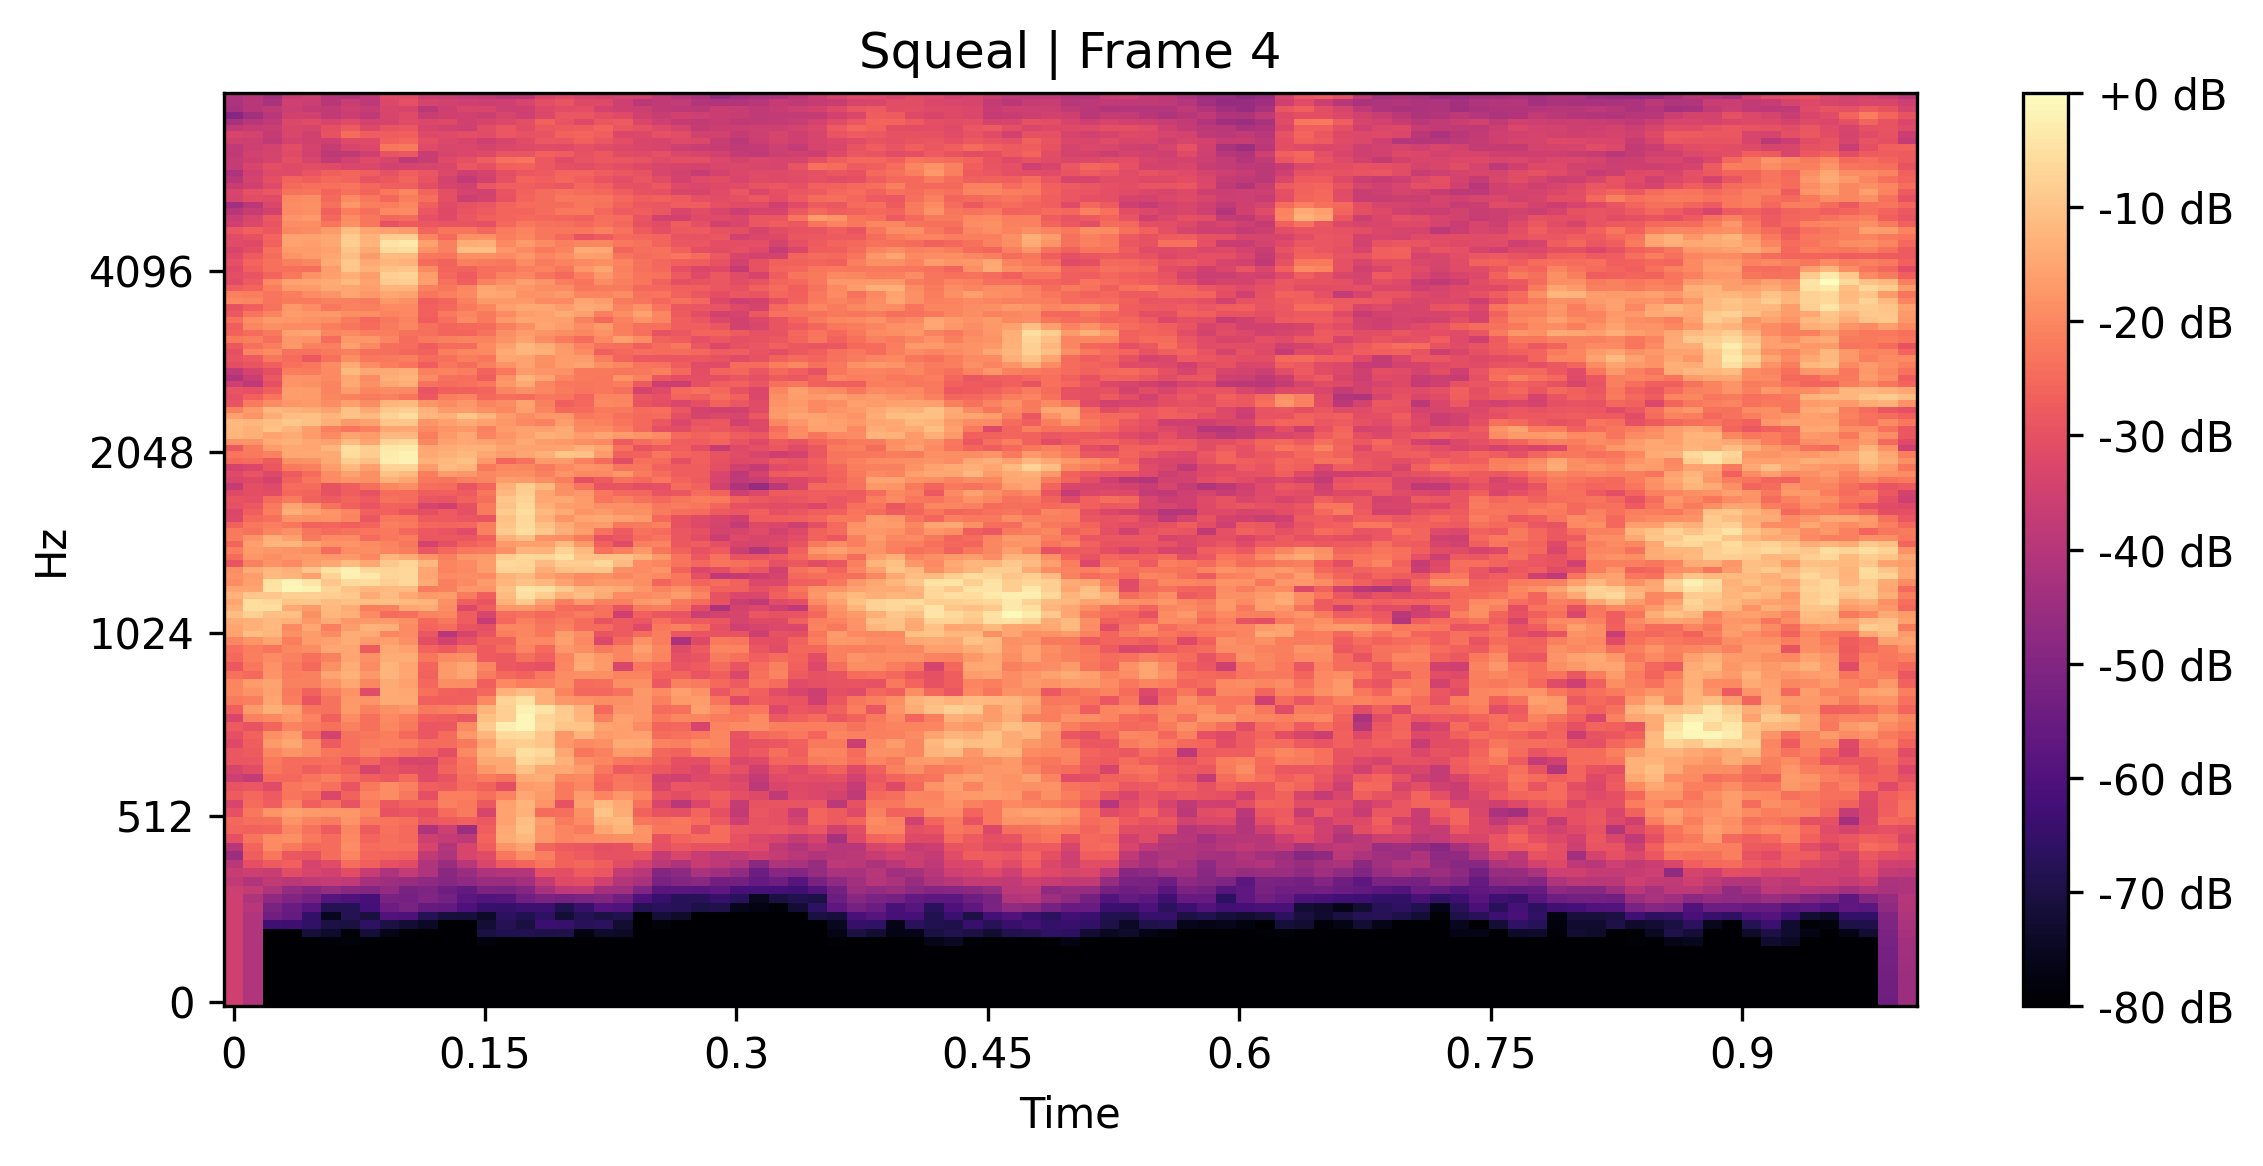 Squeal | Frame 4
Hz
4096
2048
1024
512
0
0 0.15 0.3 0.45 0.6 0.75 0.9
Time
+0 dB
-10 dB
-20 dB
-30 dB
-40 dB
-50 dB
-60 dB
-70 dB
-80 dB